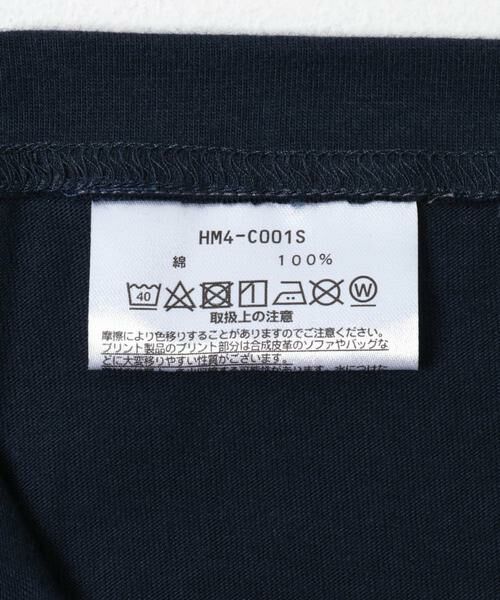 HM4-C001S
綿 100%
40 W
取扱上の注意
摩擦により色移りすることがありますのでご注意ください。
プリント製品のプリント部分は合成皮革のソファやバッグな
どに大変移りやすい性質がございます。